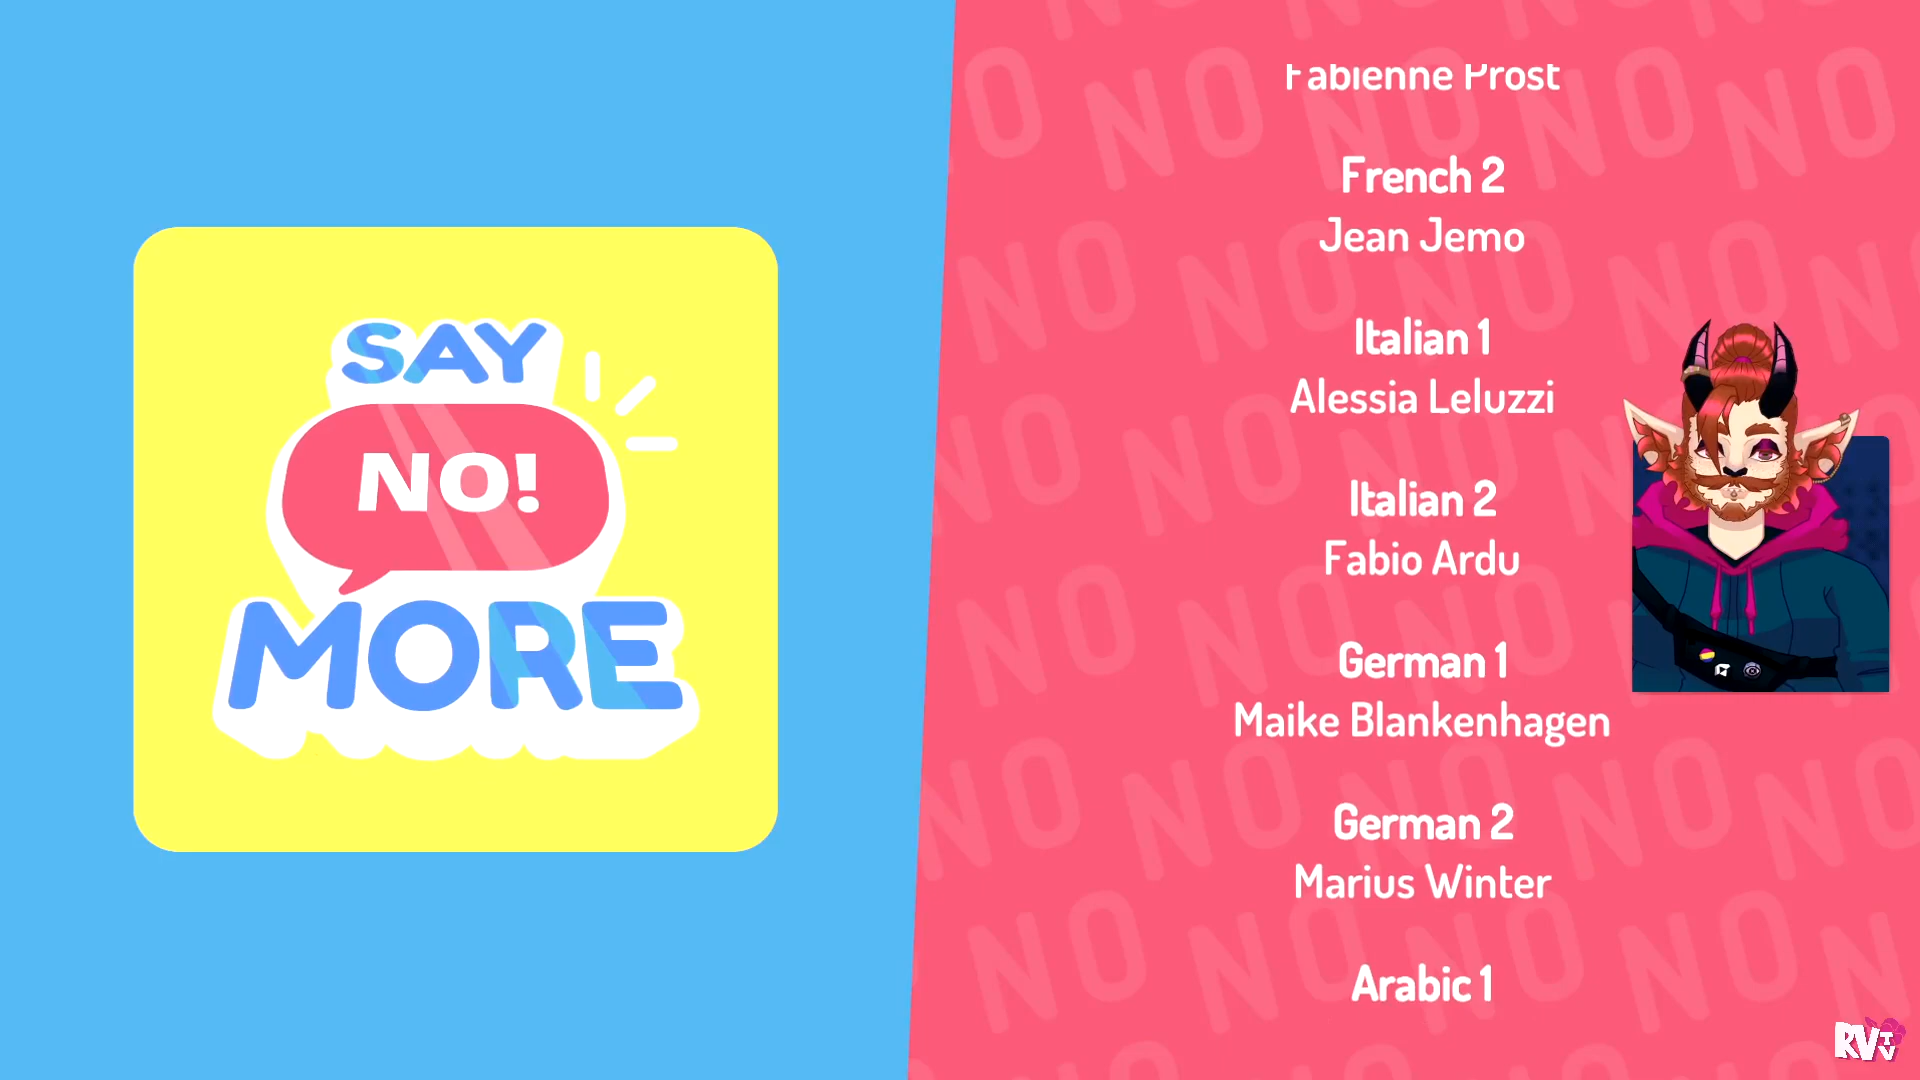 SAY
NO!
MORE
Fabienne Prost
French 2
Jean Jemo
Italian 1
Alessia Leluzzi
Italian 2
Fabio Ardu
German 1
Maike Blankenhagen
German 2
Marius Winter
Arabic 1
RVTV